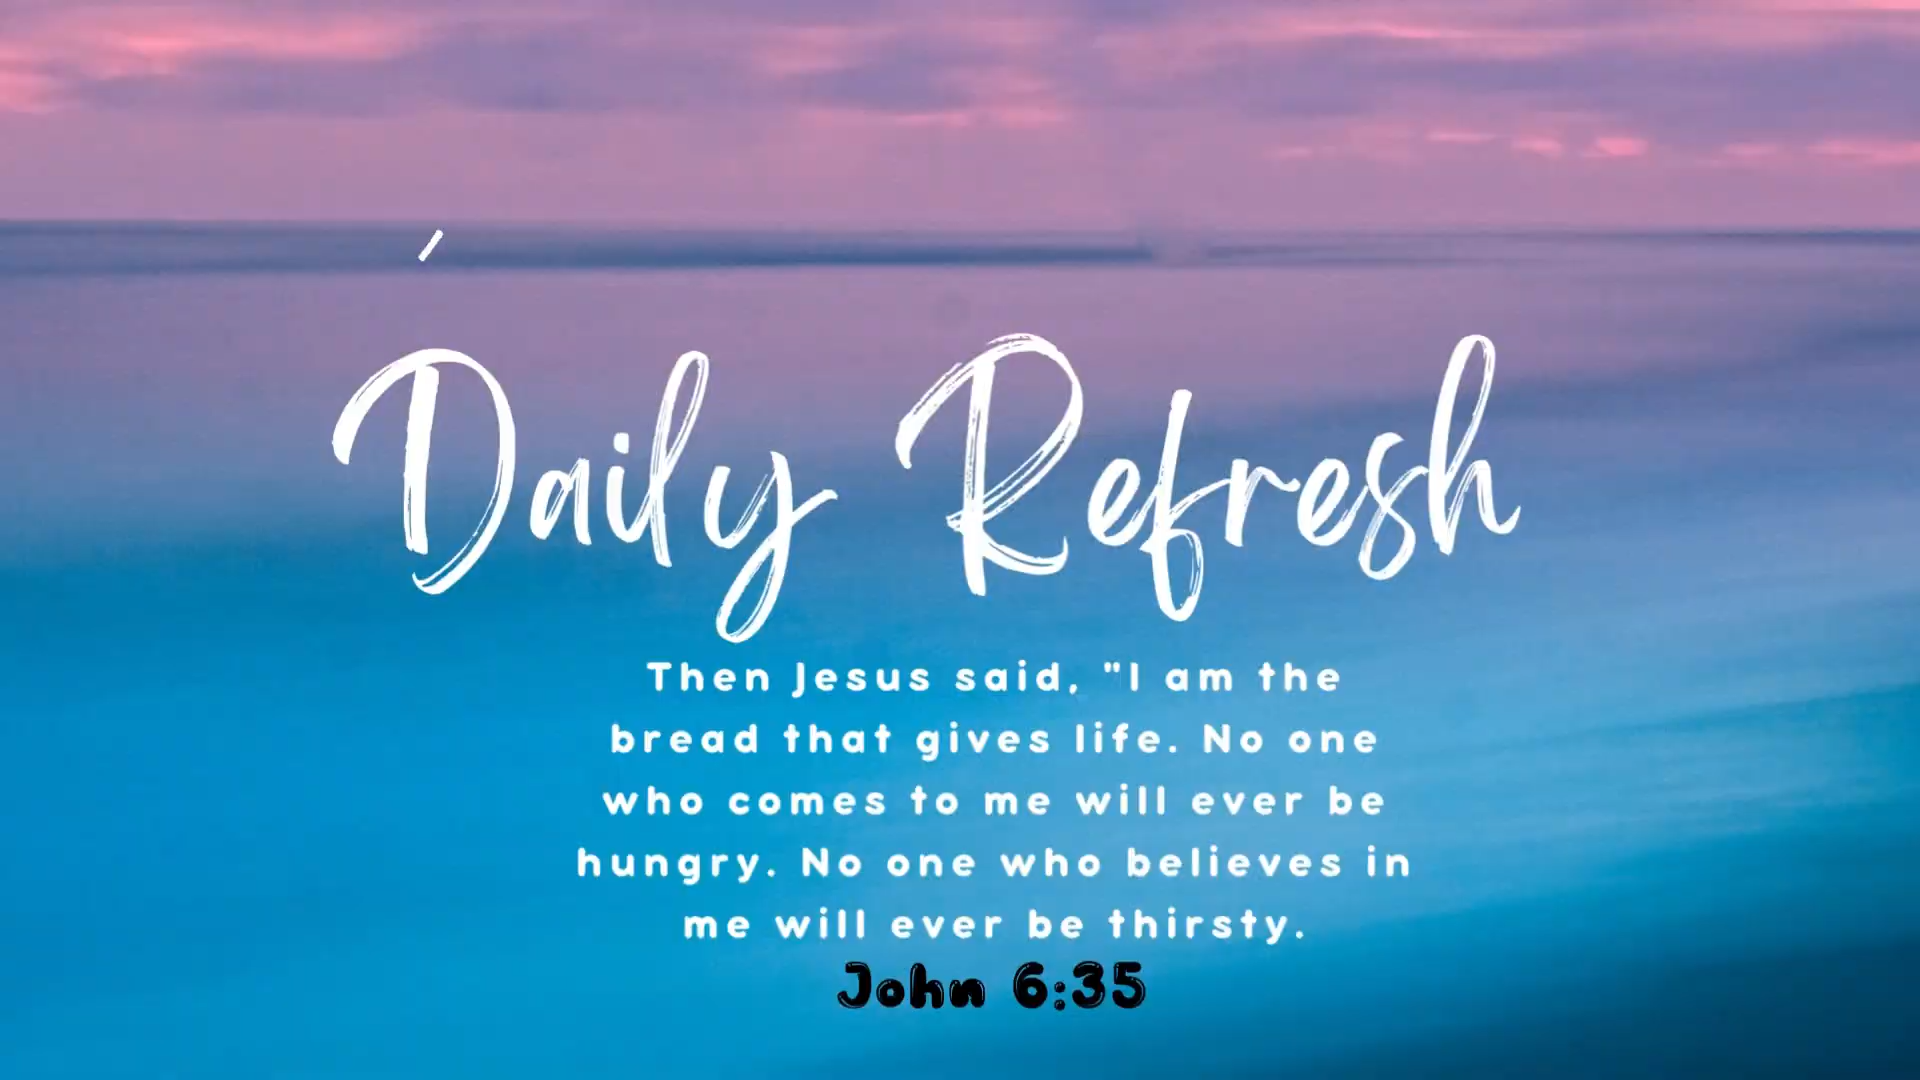 Daily Refresh
Then Jesus said, "I am the
bread that gives life. No one
who comes to me will ever be
hungry. No one who believes in
me will ever be thirsty.
John 6:35